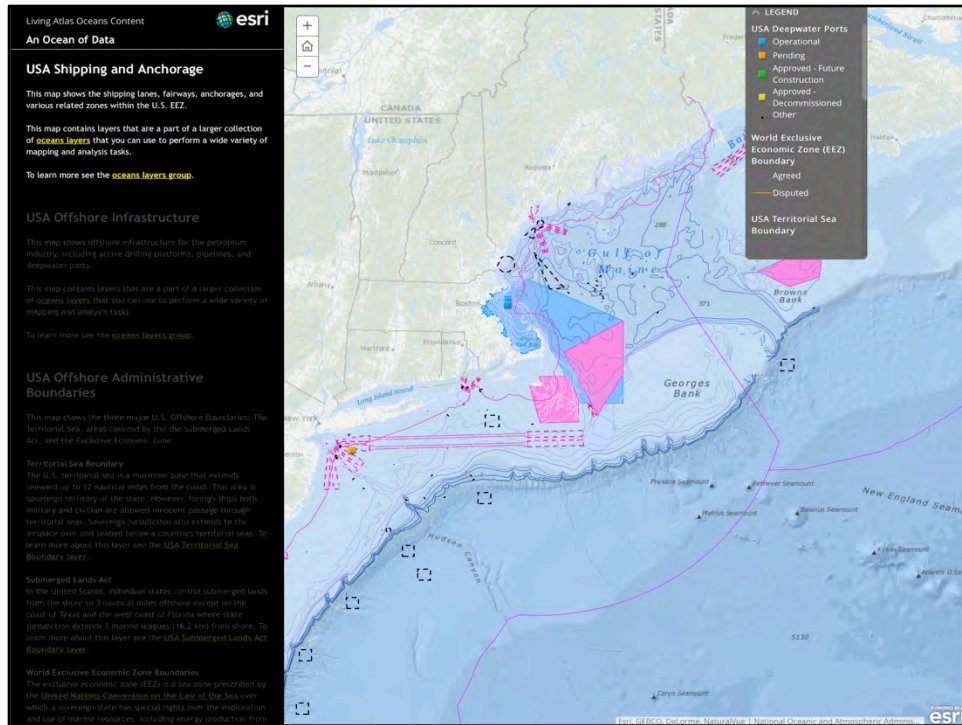 Living Atlas Oceans Content
esri
An Ocean of Data
USA Shipping and Anchorage
This map shows the shipping lanes, fairways, anchorages, and
various related zones within the U.S. EEZ.
This map contains layers that are a part of a larger collection
of oceans layers that you can use to perform a wide variety of
mapping and analysis tasks.
To learn more see the oceans layers group.
USA Offshore Infrastructure
This map shows offshore infrastructure for the petroleum
industry, including active drilling platforms, pipelines, and
deepwater ports.
This map contains layers that are a part of a larger collection
of oceans layers that you can use to perform a wide variety of
mapping and analysis tasks.
To learn more see the oceans layers group.
USA Offshore Administrative
Boundaries
This map shows the three major U.S. Offshore Boundaries: The
Territorial Sea, areas covered by the the Submerged Lands
Act, and the Exclusive Economic Zone.
Territorial Sea Boundary
The U.S. territorial sea is a maritime zone that extends
seaward up to 12 nautical miles from the coast. This area is
sovereign territory of the state. However, foreign ships both
military and civilian are allowed innocent passage through
territorial seas. Sovereign jurisdiction also extends to the
airspace over and seabed below a countries territorial seas. To
learn more about this layer see the USA Territorial Sea
Boundary layer.
Submerged Lands Act
In the United States, individual states control submerged lands
from the shore to 3 nautical miles offshore except on the
coast of Texas and the west coast of Florida where state
jurisdiction extends 3 marine leagues (16.2 km) from shore. To
learn more about this layer see the USA Submerged Lands Act
Boundary layer.
World Exclusive Economic Zone Boundaries
The exclusive economic zone (EEZ) is a sea zone prescribed by
the United Nations Convention on the Law of the Sea over
which a sovereign state has special rights over the exploration
and use of marine resources, including energy production from
+
−
LEGEND
USA Deepwater Ports
Operational
Pending
Approved - Future
Construction
Approved -
Decommissioned
Other
World Exclusive
Economic Zone (EEZ)
Boundary
Agreed
Disputed
USA Territorial Sea
Boundary
Charlottetown
Halifax
CANADA
UNITED STATES
Lake Champlain
Montpelier
Augusta
Concord
Albany
Boston
Hartford
Providence
Long Island Sound
New York
Gulf of
Maine
288
371
Browns
Bank
Georges
Bank
Hudson Canyon
Physalia Seamount
Retriever Seamount
Mytilus Seamount
Balanus Seamount
New England Seam
Kelvin Seamount
Atlantis II Seam
5130
Caryn Seamount
Esri, GEBCO, DeLorme, NaturalVue | National Oceanic and Atmospheric Adminis...
POWERED BY
esri